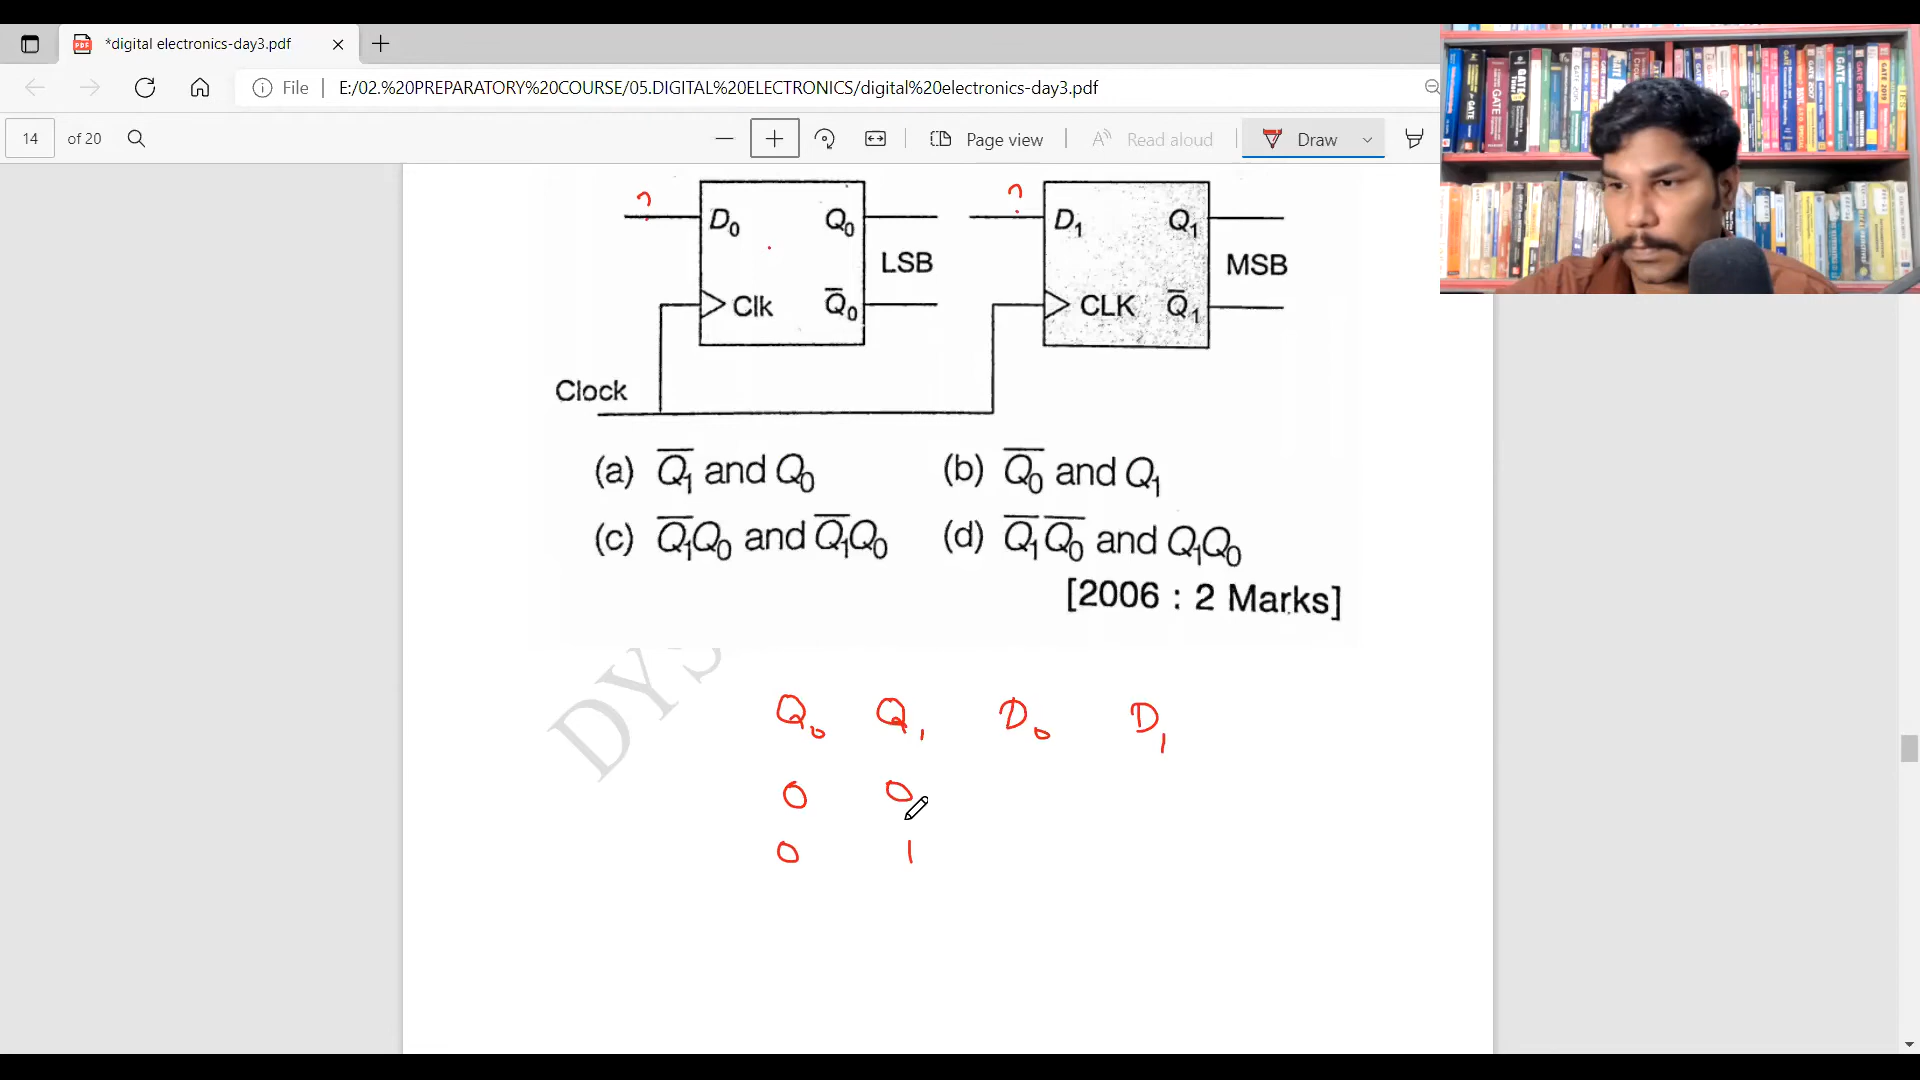 *digital electronics-day3.pdf
File | E:/02.%20PREPARATORY%20COURSE/05.DIGITAL%20ELECTRONICS/digital%20electronics-day3.pdf
14 of 20 Page view Read aloud Draw
? ?
D0 Q0 D1 Q1
LSB MSB
Clk Q̅0 CLK Q̅1
Clock
(a) Q̅1 and Q0 (b) Q̅0 and Q1
(c) Q̅1Q0 and Q̅1Q0 (d) Q̅1 Q̅0 and Q1Q0
[2006 : 2 Marks]
DYS
Q0 Q1 D0 D1
0 0
0 1